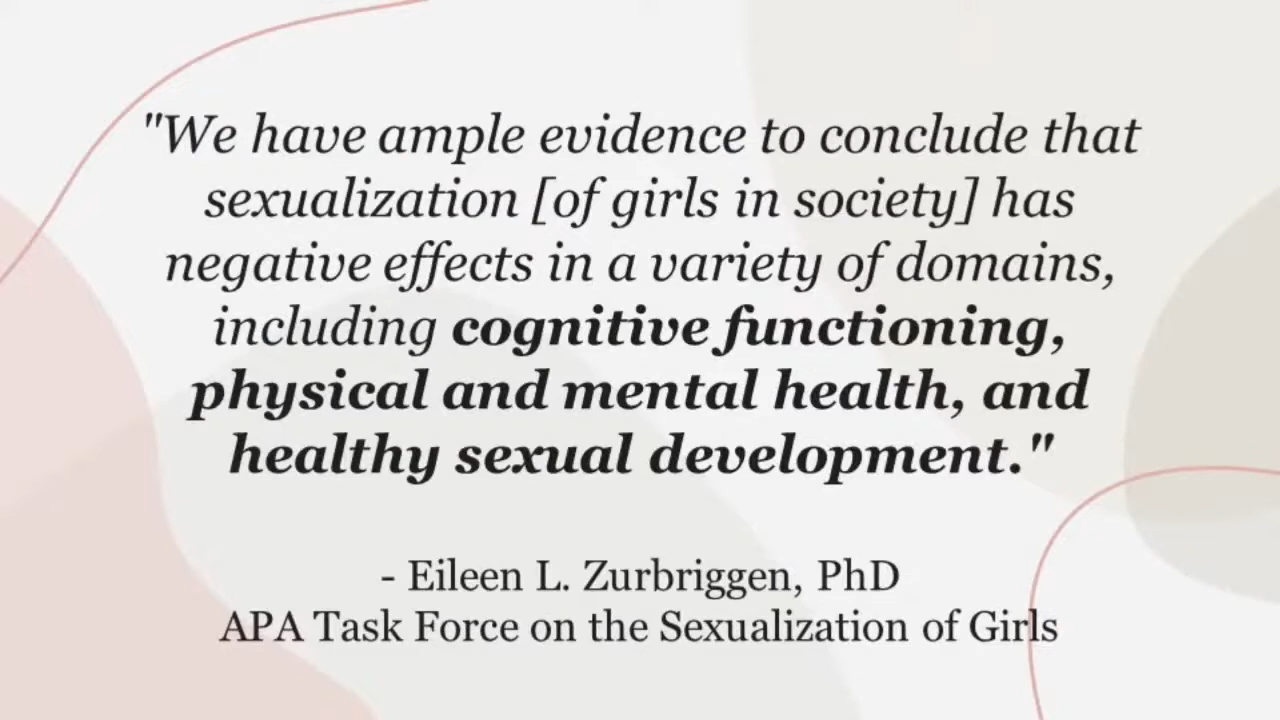 "We have ample evidence to conclude that
sexualization [of girls in society] has
negative effects in a variety of domains,
including cognitive functioning,
physical and mental health, and
healthy sexual development."
- Eileen L. Zurbriggen, PhD
APA Task Force on the Sexualization of Girls